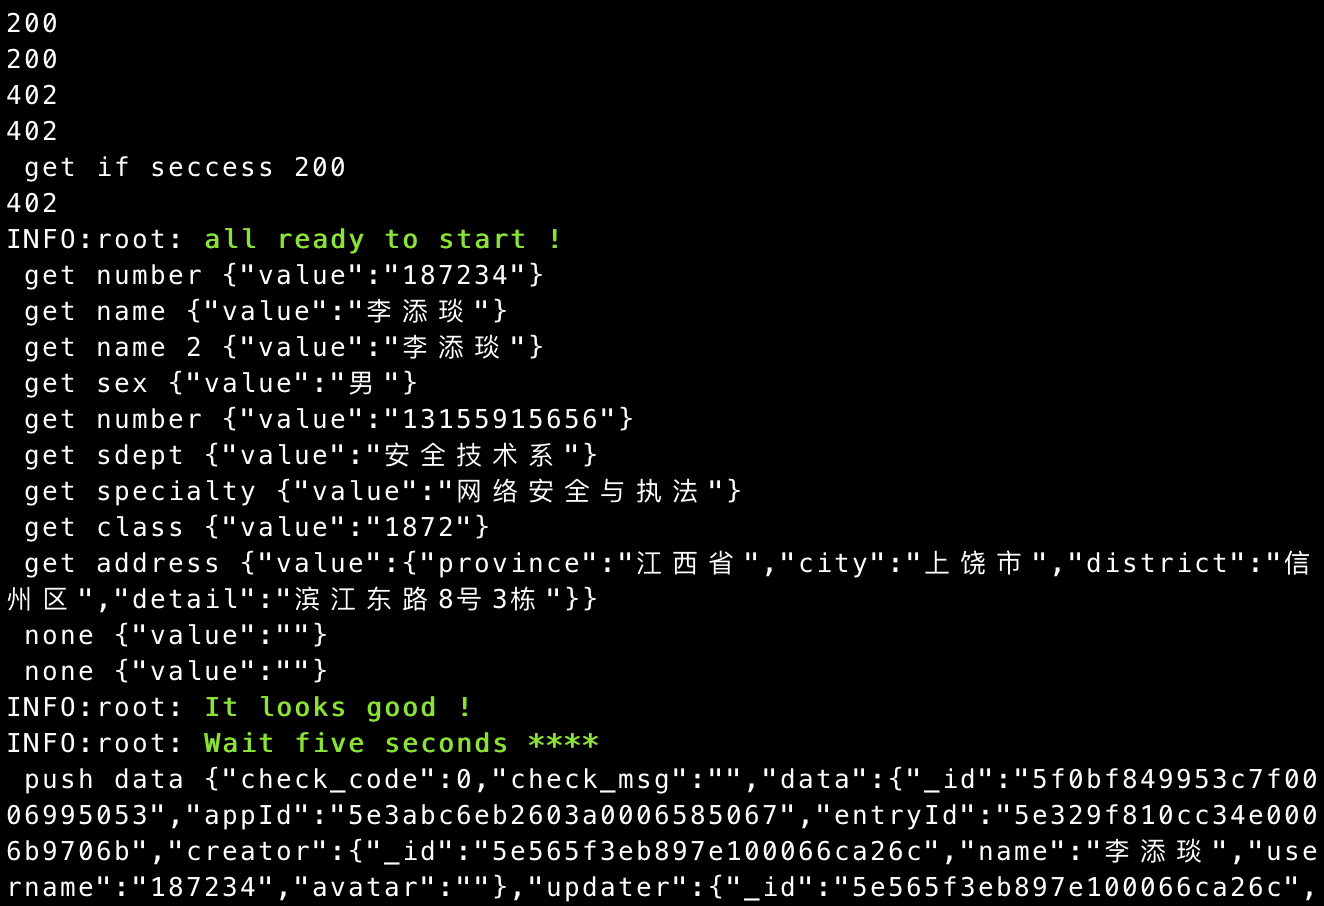 200
200
402
402
get if seccess 200
402
INFO:root: all ready to start !
get number {"value":"187234"}
get name {"value":"李添琰"}
get name 2 {"value":"李添琰"}
get sex {"value":"男"}
get number {"value":"13155915656"}
get sdept {"value":"安全技术系"}
get specialty {"value":"网络安全与执法"}
get class {"value":"1872"}
get address {"value":{"province":"江西省","city":"上饶市","district":"信
州区","detail":"滨江东路8号3栋"}}
none {"value":""}
none {"value":""}
INFO:root: It looks good !
INFO:root: Wait five seconds ****
push data {"check_code":0,"check_msg":"","data":{"_id":"5f0bf849953c7f00
06995053","appId":"5e3abc6eb2603a0006585067","entryId":"5e329f810cc34e000
6b9706b","creator":{"_id":"5e565f3eb897e100066ca26c","name":"李添琰","use
rname":"187234","avatar":""},"updater":{"_id":"5e565f3eb897e100066ca26c",